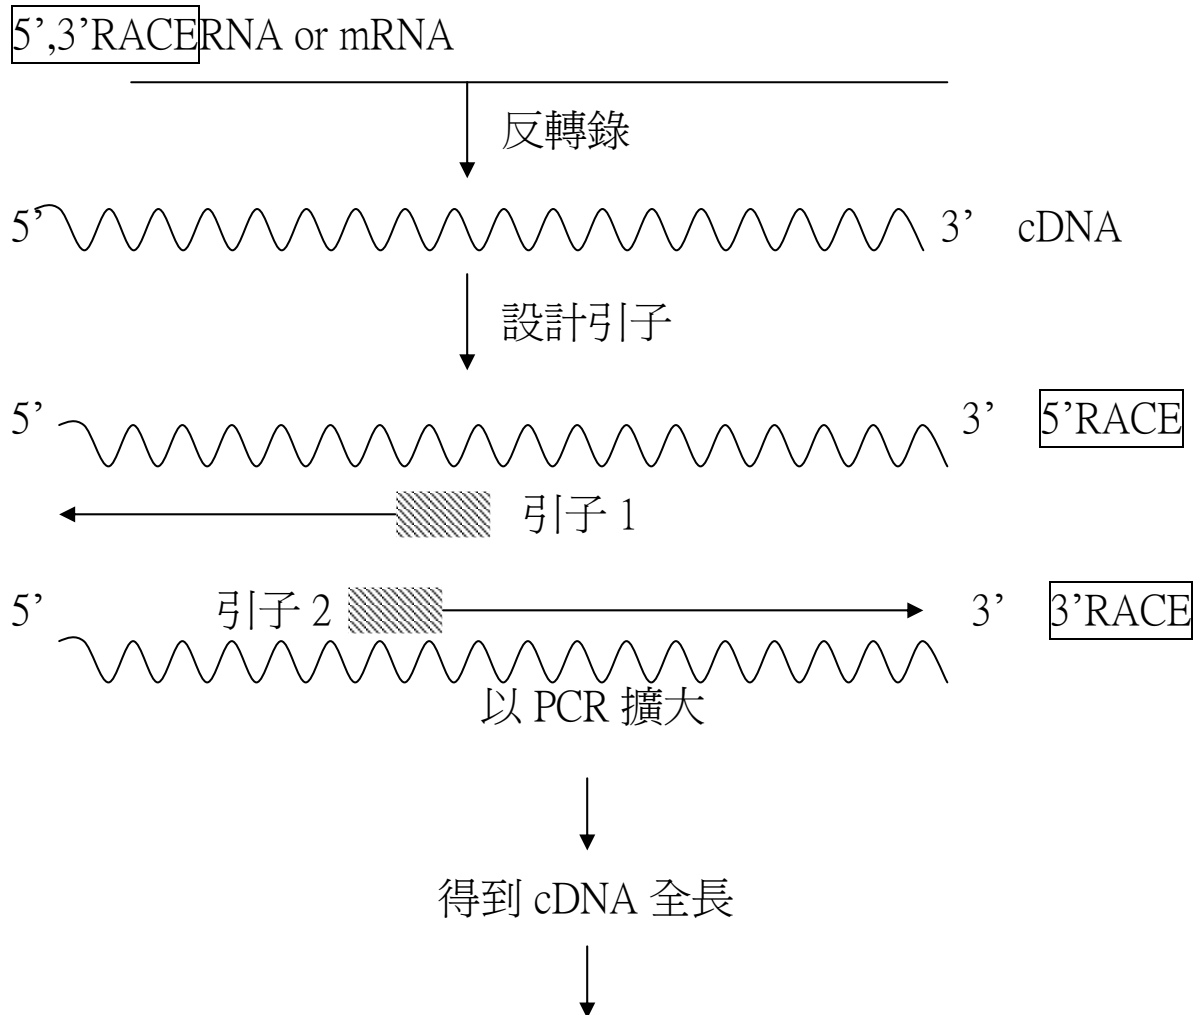 5’,3’RACERNA or mRNA
反轉錄
5’ 3’ cDNA
設計引子
5’ 3’ 5’RACE
引子 1
5’ 引子 2 3’ 3’RACE
以 PCR 擴大
得到 cDNA 全長